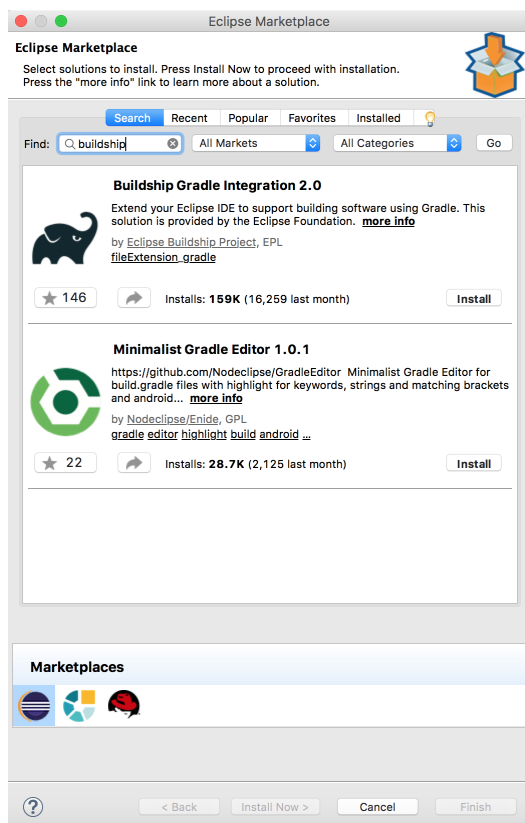 Eclipse Marketplace
Eclipse Marketplace
Select solutions to install. Press Install Now to proceed with installation.
Press the "more info" link to learn more about a solution.
Search Recent Popular Favorites Installed
Find: buildship All Markets All Categories Go
Buildship Gradle Integration 2.0
Extend your Eclipse IDE to support building software using Gradle. This
solution is provided by the Eclipse Foundation. more info
by Eclipse Buildship Project, EPL
fileExtension_gradle
146 Installs: 159K (16,259 last month) Install
Minimalist Gradle Editor 1.0.1
https://github.com/Nodeclipse/GradleEditor Minimalist Gradle Editor for
build.gradle files with highlight for keywords, strings and matching brackets
and android... more info
by Nodeclipse/Enide, GPL
gradle editor highlight build android ...
22 Installs: 28.7K (2,125 last month) Install
Marketplaces
? < Back Install Now > Cancel Finish